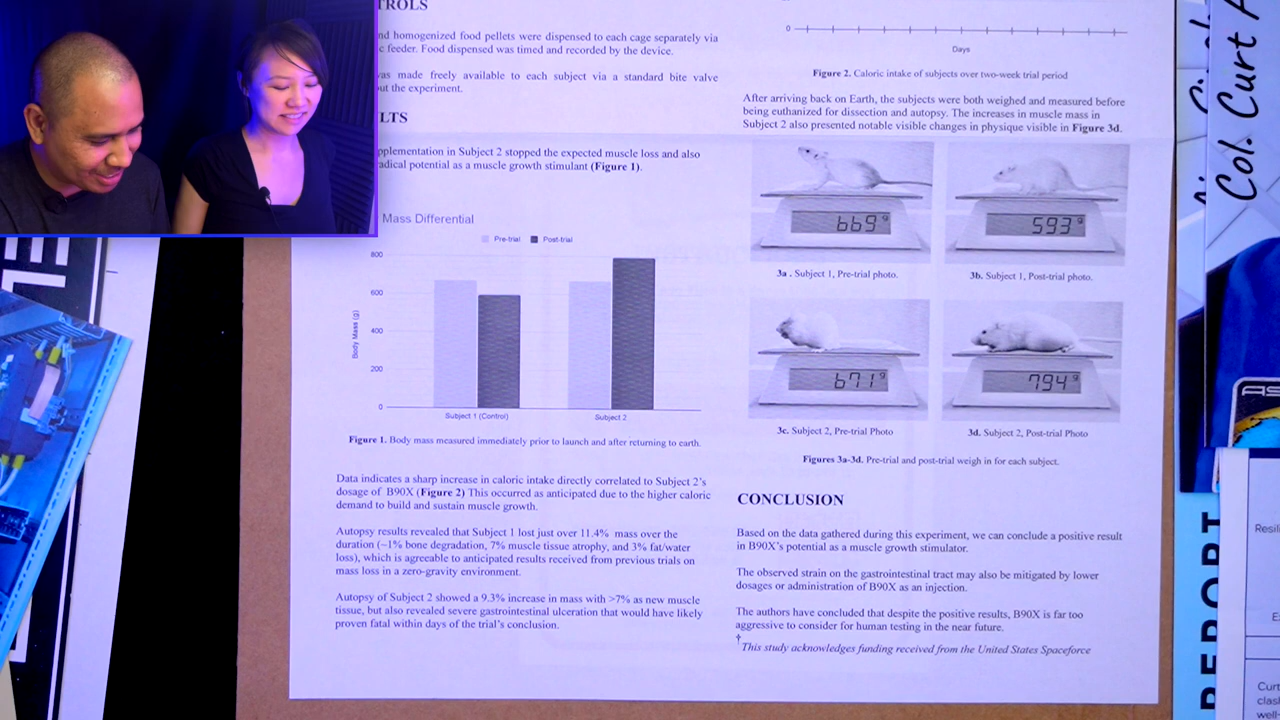 TROLS
nd homogenized food pellets were dispensed to each cage separately via
c feeder. Food dispensed was timed and recorded by the device.
as made freely available to each subject via a standard bite valve
ut the experiment.
LTS
pplementation in Subject 2 stopped the expected muscle loss and also
adical potential as a muscle growth stimulant (Figure 1).
Mass Differential
Pre-trial Post-trial
800
600
400
200
0
Body Mass (g)
Subject 1 (Control) Subject 2
Figure 1. Body mass measured immediately prior to launch and after returning to earth.
Data indicates a sharp increase in caloric intake directly correlated to Subject 2's
dosage of B90X (Figure 2) This occurred as anticipated due to the higher caloric
demand to build and sustain muscle growth.
Autopsy results revealed that Subject 1 lost just over 11.4% mass over the
duration (~1% bone degradation, 7% muscle tissue atrophy, and 3% fat/water
loss), which is agreeable to anticipated results received from previous trials on
mass loss in a zero-gravity environment.
Autopsy of Subject 2 showed a 9.3% increase in mass with >7% as new muscle
tissue, but also revealed severe gastrointestinal ulceration that would have likely
proven fatal within days of the trial's conclusion.
0
Days
Figure 2. Caloric intake of subjects over two-week trial period
After arriving back on Earth, the subjects were both weighed and measured before
being euthanized for dissection and autopsy. The increases in muscle mass in
Subject 2 also presented notable visible changes in physique visible in Figure 3d.
669g
593g
3a . Subject 1, Pre-trial photo.
3b. Subject 1, Post-trial photo.
671g
794g
3c. Subject 2, Pre-trial Photo
3d. Subject 2, Post-trial Photo
Figures 3a-3d. Pre-trial and post-trial weigh in for each subject.
CONCLUSION
Based on the data gathered during this experiment, we can conclude a positive result
in B90X's potential as a muscle growth stimulator.
The observed strain on the gastrointestinal tract may also be mitigated by lower
dosages or administration of B90X as an injection.
The authors have concluded that despite the positive results, B90X is far too
aggressive to consider for human testing in the near future.
† This study acknowledges funding received from the United States Spaceforce
Col. Curt A
AS
REPORT
Resili
E
Curt
clas
well-